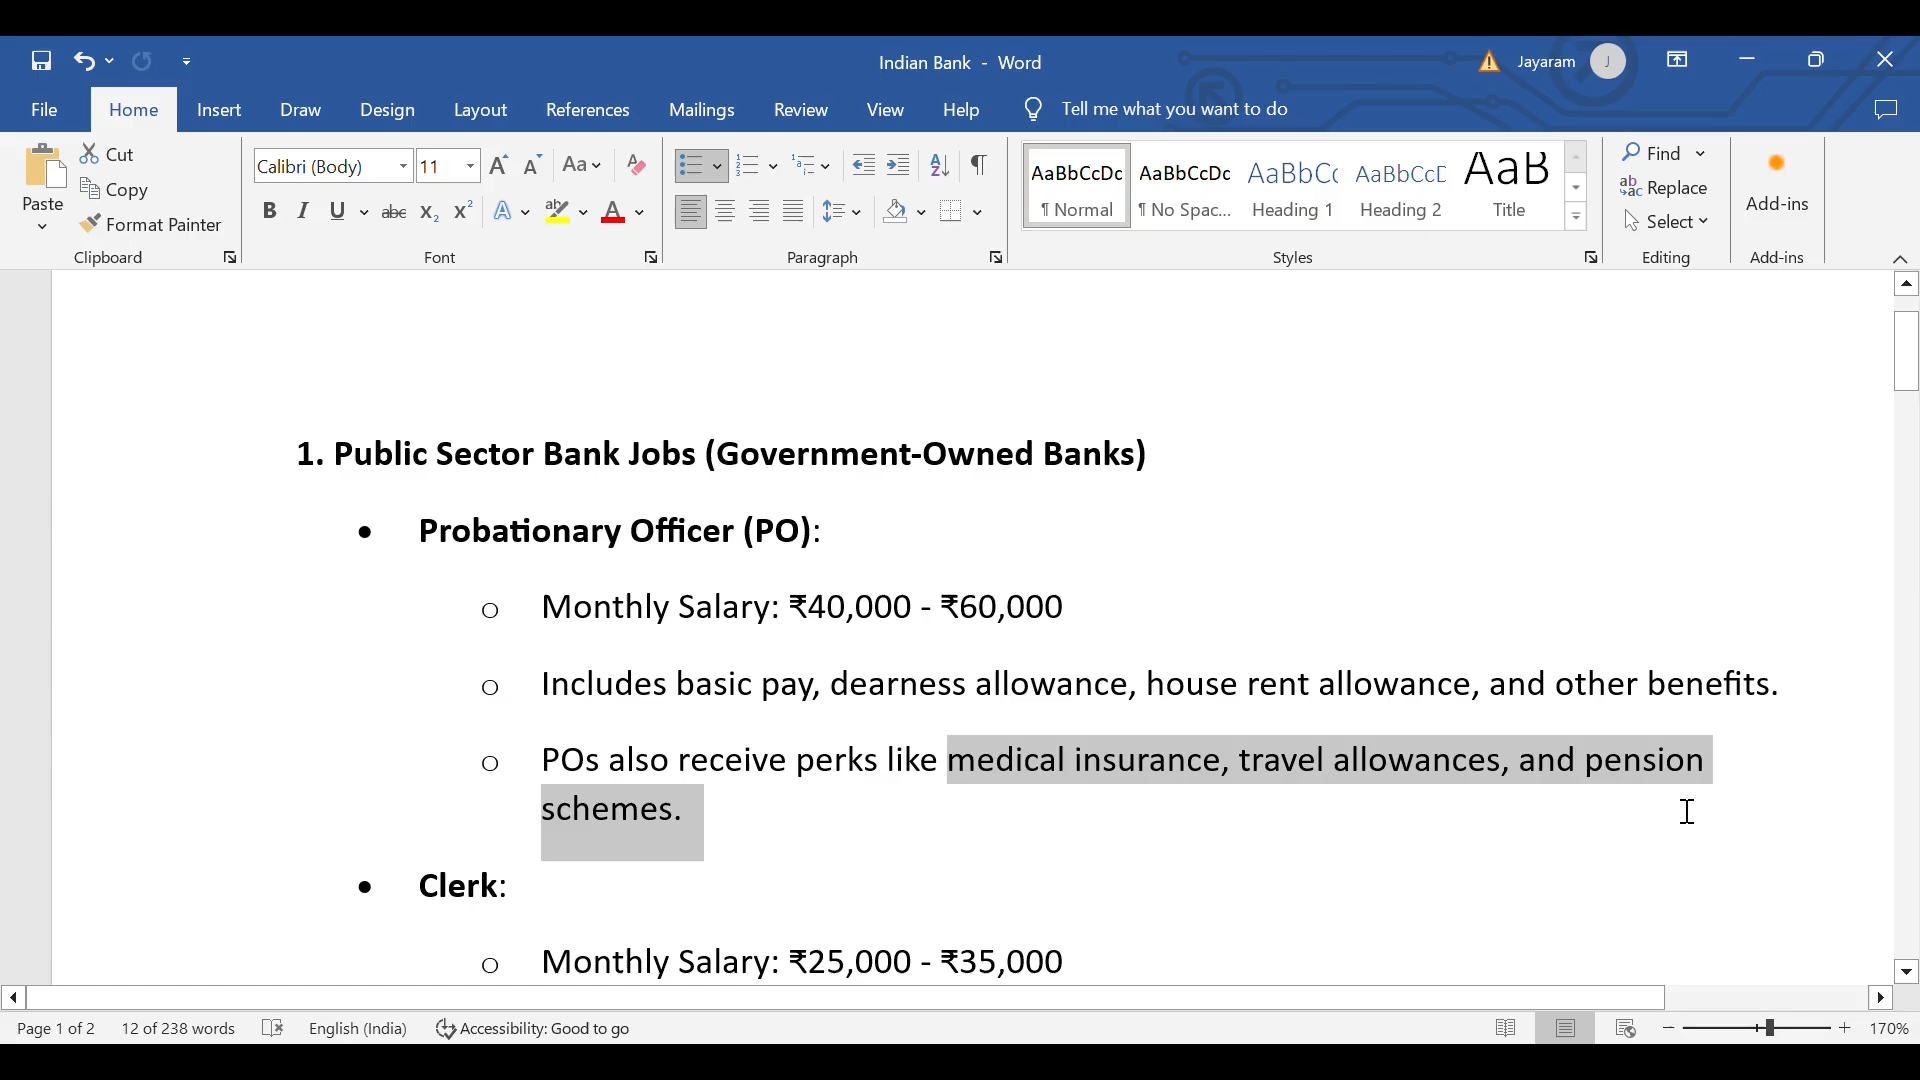 Indian Bank - Word
Jayaram
J
File Home Insert Draw Design Layout References Mailings Review View Help Tell me what you want to do
Paste
Cut
Copy
Format Painter
Clipboard
Calibri (Body) 11
Font
Paragraph
AaBbCcDc AaBbCcDc AaBbCc AaBbCcD AaB
¶ Normal ¶ No Spac... Heading 1 Heading 2 Title
Styles
Find
Replace
Select
Editing
Add-ins
Add-ins
1. Public Sector Bank Jobs (Government-Owned Banks)
• Probationary Officer (PO):
o Monthly Salary: ₹40,000 - ₹60,000
o Includes basic pay, dearness allowance, house rent allowance, and other benefits.
o POs also receive perks like medical insurance, travel allowances, and pension
schemes.
• Clerk:
o Monthly Salary: ₹25,000 - ₹35,000
Page 1 of 2 12 of 238 words English (India) Accessibility: Good to go 170%